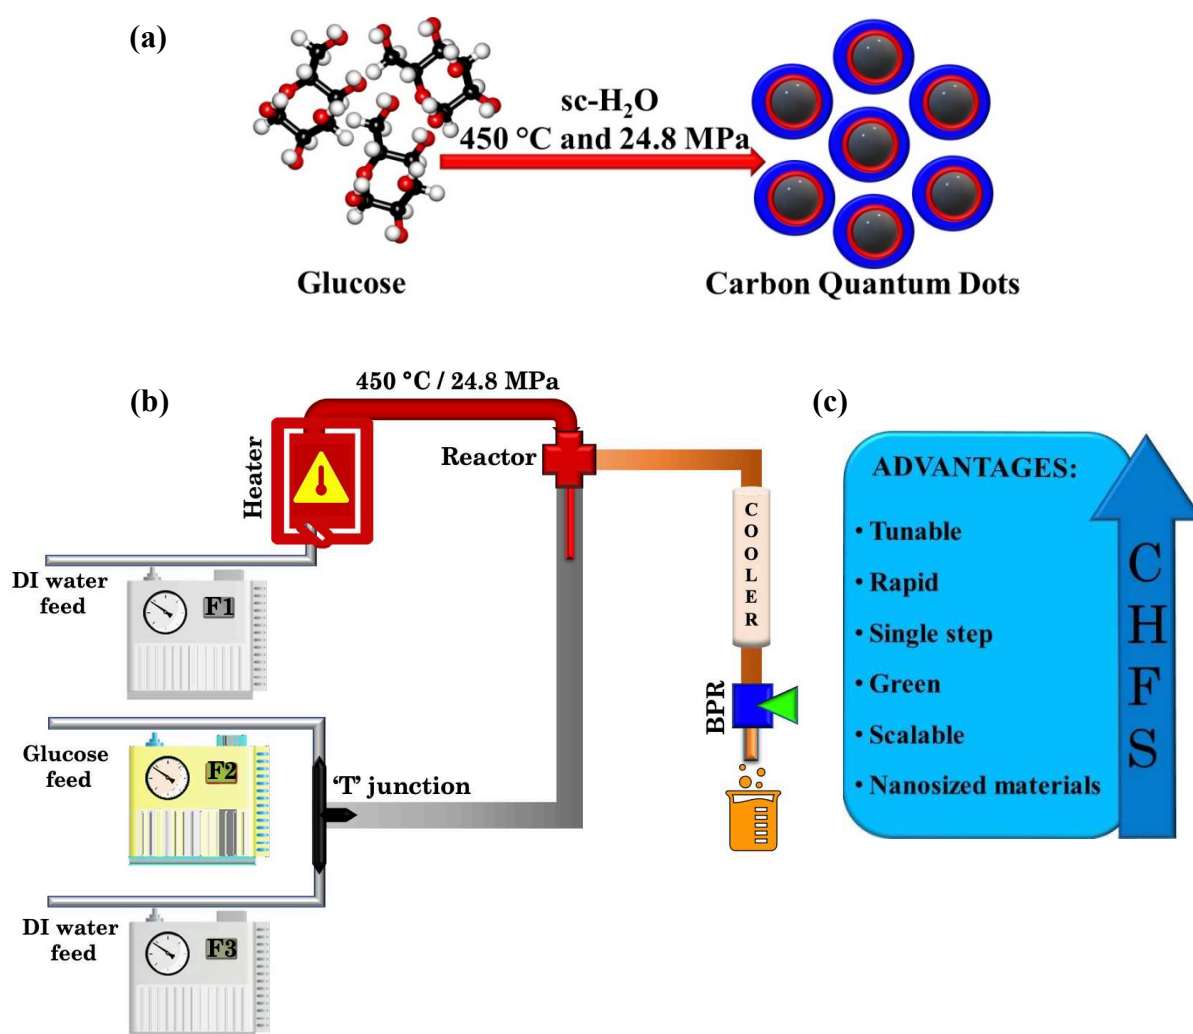 (a)
sc-H₂O
450 °C and 24.8 MPa
Glucose
Carbon Quantum Dots
(b)
450 °C / 24.8 MPa
Heater
Reactor
COOLER
DI water
feed
F1
BPR
Glucose
feed
F2
'T' junction
DI water
feed
F3
(c)
ADVANTAGES:
• Tunable
• Rapid
• Single step
• Green
• Scalable
• Nanosized materials
CHFS